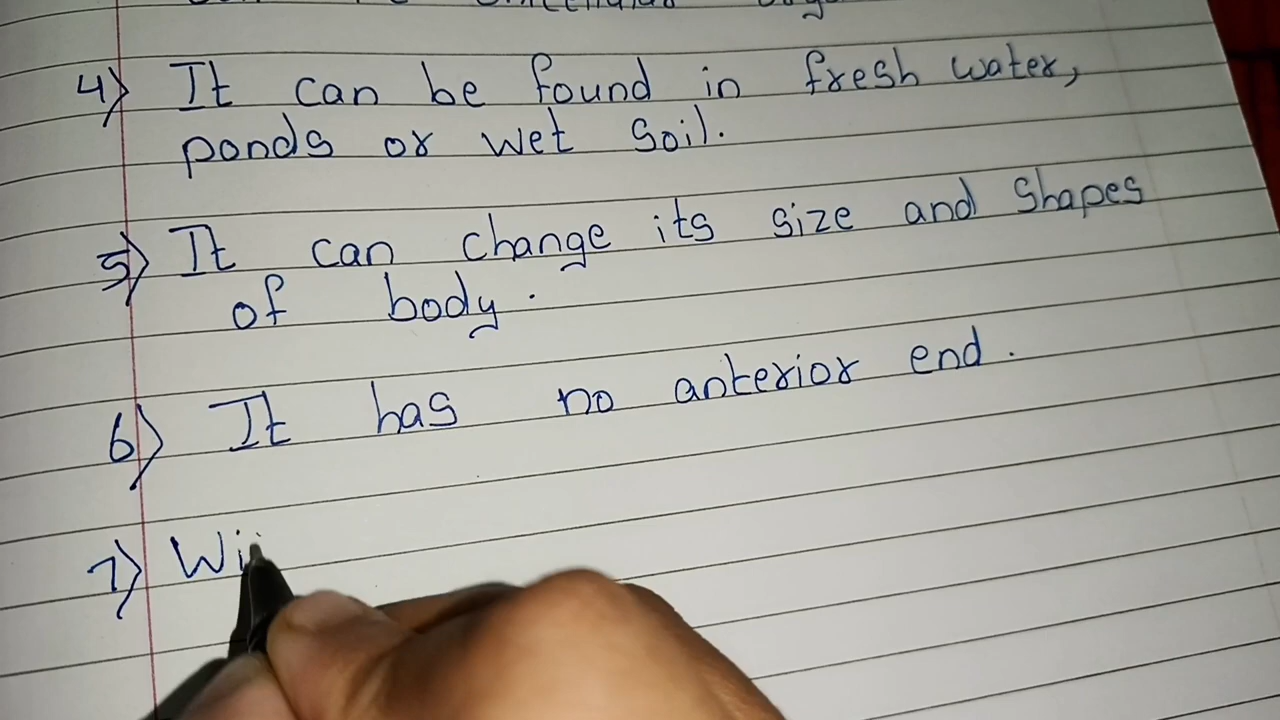 4) It can be found in fresh water,
ponds or wet soil.
5) It can change its size and shapes
of body.
6) It has no anterior end.
7) Wi